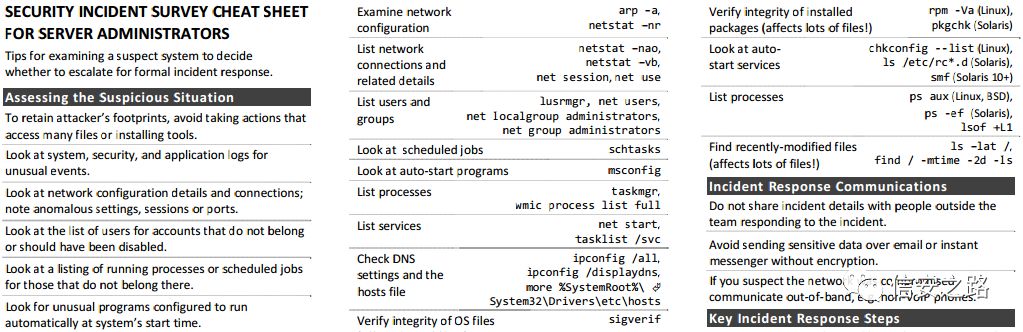 SECURITY INCIDENT SURVEY CHEAT SHEET
FOR SERVER ADMINISTRATORS
Tips for examining a suspect system to decide
whether to escalate for formal incident response.
Assessing the Suspicious Situation
To retain attacker's footprints, avoid taking actions that
access many files or installing tools.
Look at system, security, and application logs for
unusual events.
Look at network configuration details and connections;
note anomalous settings, sessions or ports.
Look at the list of users for accounts that do not belong
or should have been disabled.
Look at a listing of running processes or scheduled jobs
for those that do not belong there.
Look for unusual programs configured to run
automatically at system's start time.
Examine network arp -a,
configuration netstat -nr
List network netstat -nao,
connections and netstat -vb,
related details net session, net use
List users and lusrmgr, net users,
groups net localgroup administrators,
net group administrators
Look at scheduled jobs schtasks
Look at auto-start programs msconfig
List processes taskmgr,
wmic process list full
List services net start,
tasklist /svc
Check DNS ipconfig /all,
settings and the ipconfig /displaydns,
hosts file more %SystemRoot%\
System32\Drivers\etc\hosts
Verify integrity of OS files sigverif
Verify integrity of installed rpm -Va (Linux),
packages (affects lots of files!) pkgchk (Solaris)
Look at auto- chkconfig --list (Linux),
start services ls /etc/rc*.d (Solaris),
smf (Solaris 10+)
List processes ps aux (Linux, BSD),
ps -ef (Solaris),
lsof +L1
Find recently-modified files ls -lat /,
(affects lots of files!) find / -mtime -2d -ls
Incident Response Communications
Do not share incident details with people outside the
team responding to the incident.
Avoid sending sensitive data over email or instant
messenger without encryption.
If you suspect the network was compromised,
communicate out-of-band, e.g. non-VoIP phones.
信安之路
Key Incident Response Steps